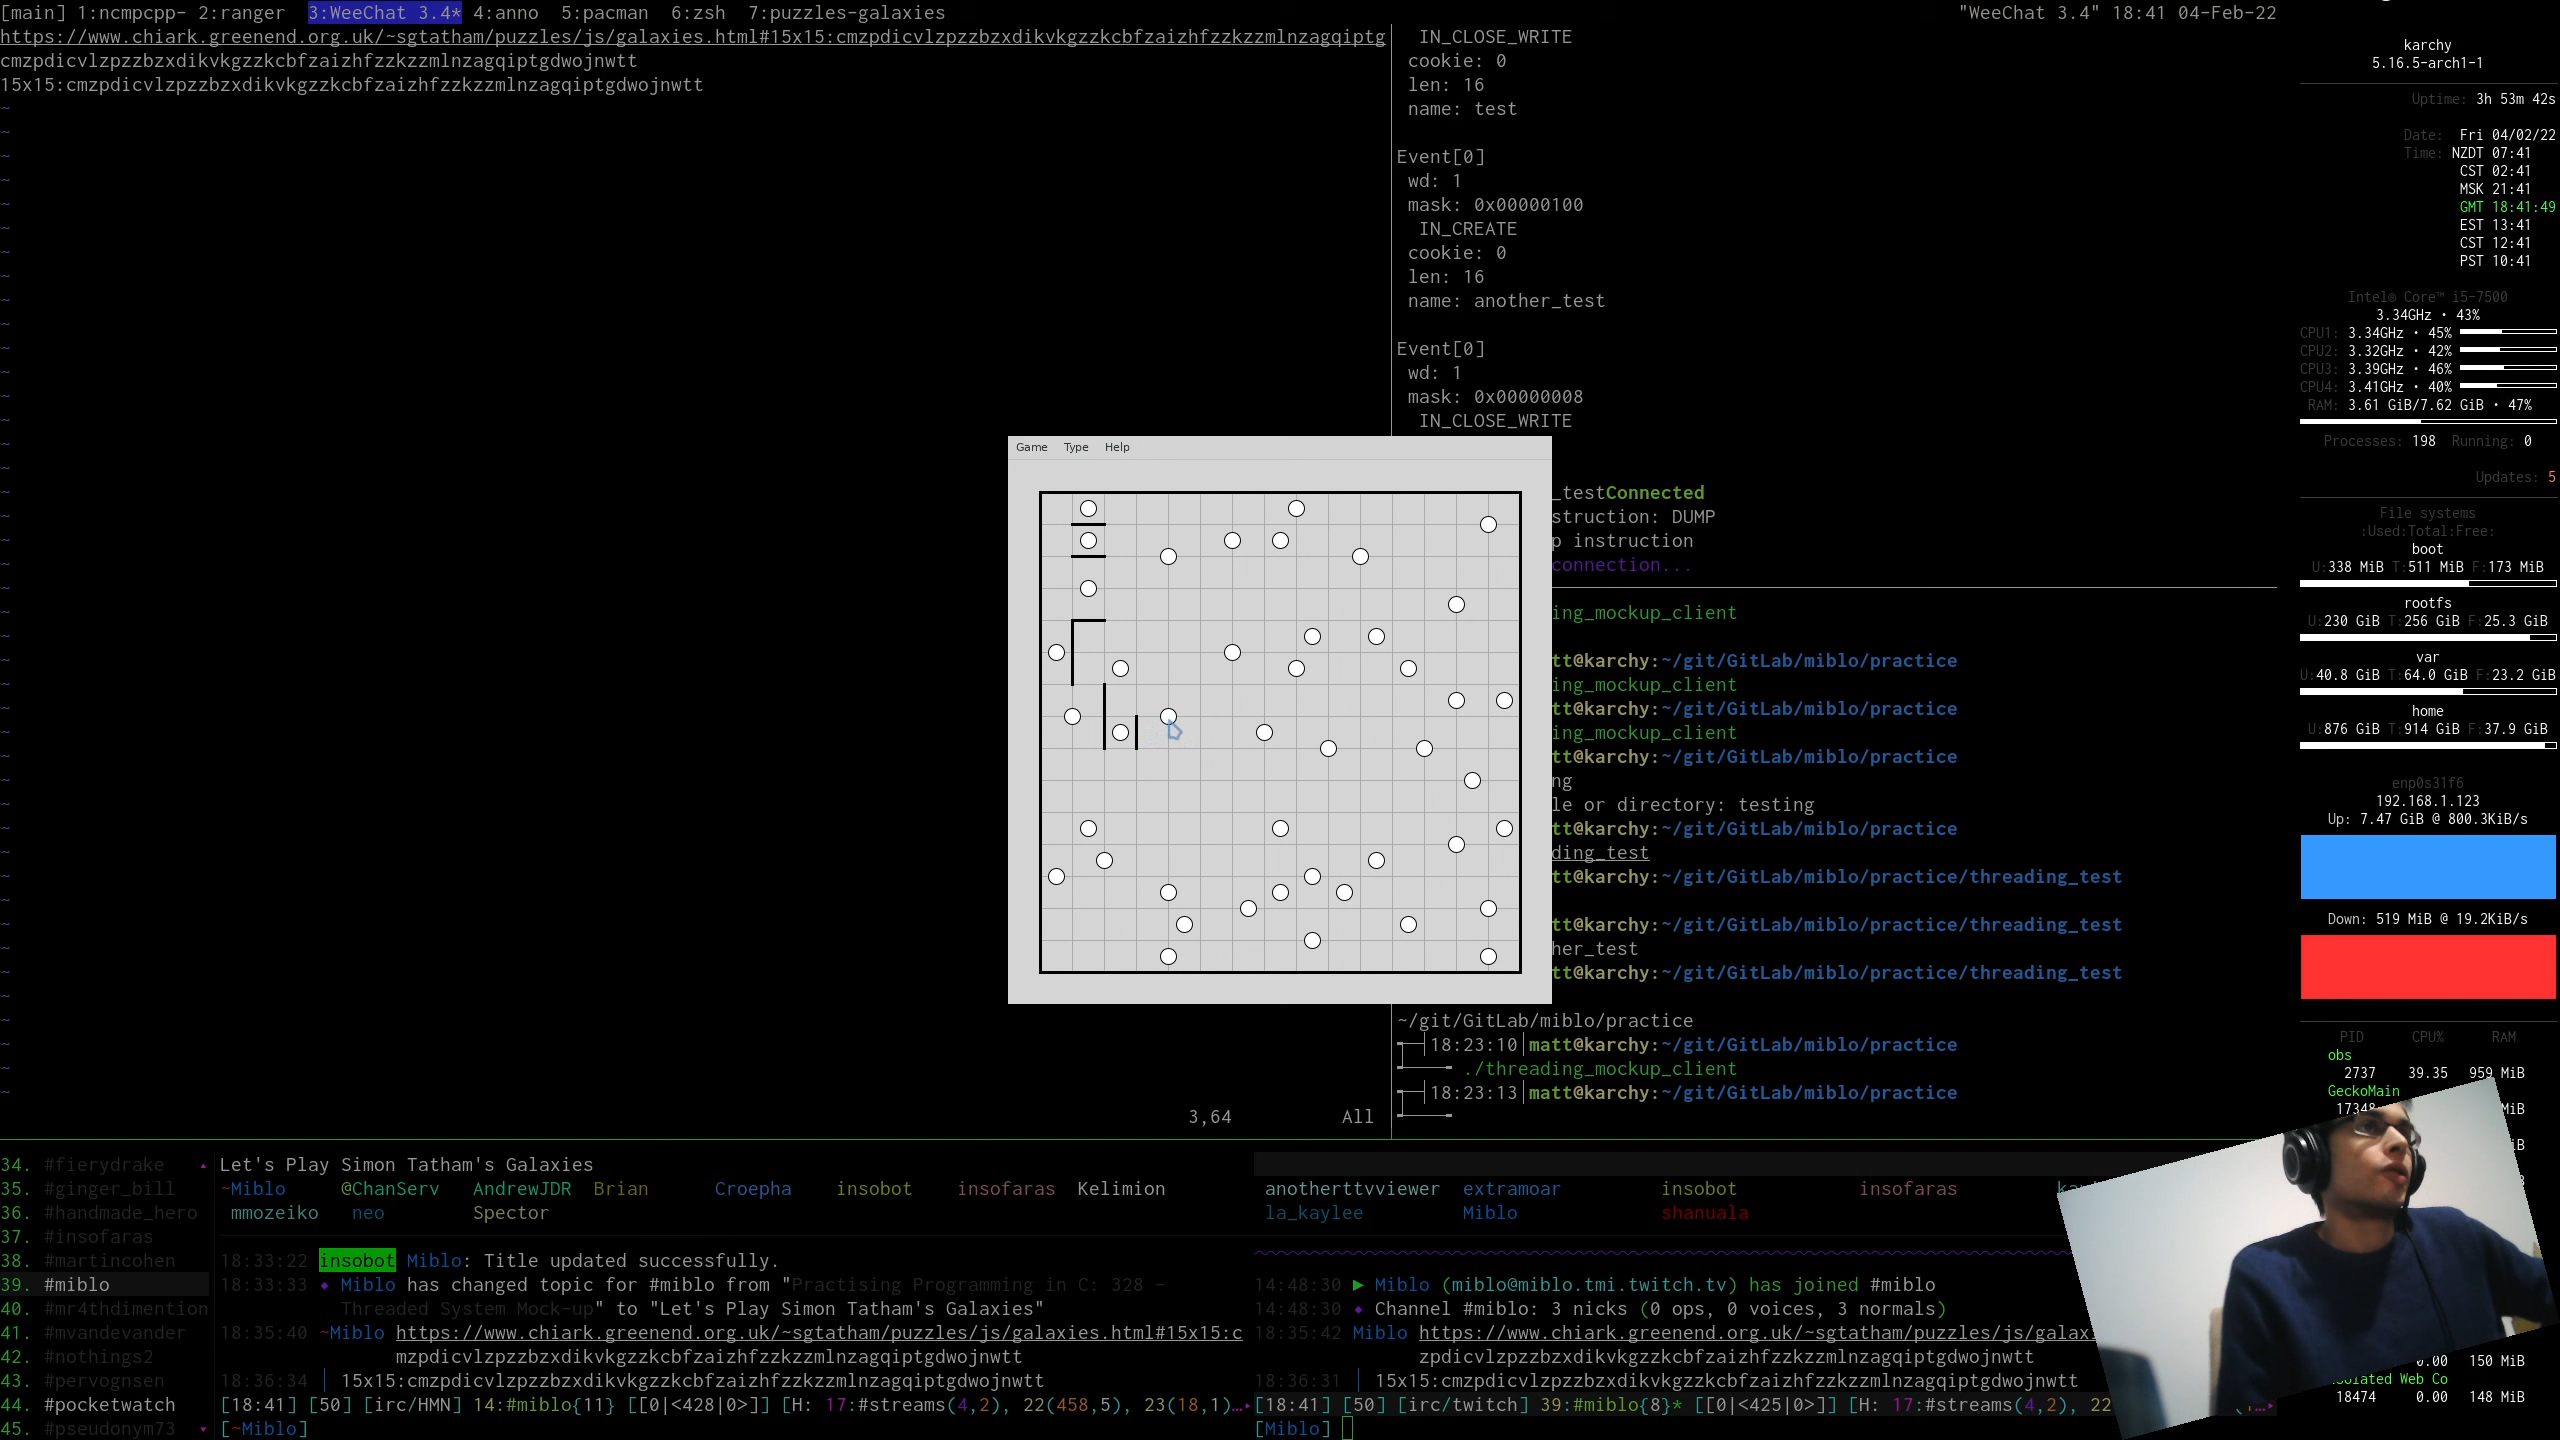 [main] 1:ncmpcpp- 2:ranger 3:WeeChat 3.4* 4:anno 5:pacman 6:zsh 7:puzzles-galaxies "WeeChat 3.4" 18:41 04-Feb-22
https://www.chiark.greenend.org.uk/~sgtatham/puzzles/js/galaxies.html#15x15:cmzpdicvlzpzzbzxdikvkgzzkcbfzaizhfzzkzzmlnzagqiptg
cmzpdicvlzpzzbzxdikvkgzzkcbfzaizhfzzkzzmlnzagqiptgdwojnwtt
15x15:cmzpdicvlzpzzbzxdikvkgzzkcbfzaizhfzzkzzmlnzagqiptgdwojnwtt
3,64 All
IN_CLOSE_WRITE
cookie: 0
len: 16
name: test
Event[0]
wd: 1
mask: 0x00000100
IN_CREATE
cookie: 0
len: 16
name: another_test
Event[0]
wd: 1
mask: 0x00000008
IN_CLOSE_WRITE
_testConnected
struction: DUMP
p instruction
connection...
Game Type Help
ing_mockup_client
tt@karchy:~/git/GitLab/miblo/practice
ing_mockup_client
tt@karchy:~/git/GitLab/miblo/practice
ing_mockup_client
tt@karchy:~/git/GitLab/miblo/practice
ng
le or directory: testing
tt@karchy:~/git/GitLab/miblo/practice
ding_test
tt@karchy:~/git/GitLab/miblo/practice/threading_test
tt@karchy:~/git/GitLab/miblo/practice/threading_test
her_test
tt@karchy:~/git/GitLab/miblo/practice/threading_test
~/git/GitLab/miblo/practice
18:23:10 matt@karchy:~/git/GitLab/miblo/practice
./threading_mockup_client
18:23:13 matt@karchy:~/git/GitLab/miblo/practice
karchy
5.16.5-arch1-1
Uptime: 3h 53m 42s
Date: Fri 04/02/22
Time: NZDT 07:41
CST 02:41
MSK 21:41
GMT 18:41:49
EST 13:41
CST 12:41
PST 10:41
Intel® Core™ i5-7500
3.34GHz · 43%
CPU1: 3.34GHz · 45%
CPU2: 3.32GHz · 42%
CPU3: 3.39GHz · 46%
CPU4: 3.41GHz · 40%
RAM: 3.61 GiB/7.62 GiB · 47%
Processes: 198 Running: 0
Updates: 5
File systems
:Used:Total:Free:
boot
U:338 MiB T:511 MiB F:173 MiB
rootfs
U:230 GiB T:256 GiB F:25.3 GiB
var
U:40.8 GiB T:64.0 GiB F:23.2 GiB
home
U:876 GiB T:914 GiB F:37.9 GiB
enp0s31f6
192.168.1.123
Up: 7.47 GiB @ 800.3KiB/s
Down: 519 MiB @ 19.2KiB/s
PID CPU% RAM
obs
2737 39.35 959 MiB
GeckoMain
17348 MiB
0.00 150 MiB
solated Web Co
18474 0.00 148 MiB
34. #fierydrake
35. #ginger_bill
36. #handmade_hero
37. #insofaras
38. #martincohen
39. #miblo
40. #mr4thdimention
41. #mvandevander
42. #nothings2
43. #pervognsen
44. #pocketwatch
45. #pseudonym73
Let's Play Simon Tatham's Galaxies
~Miblo @ChanServ AndrewJDR Brian Croepha insobot insofaras Kelimion
mmozeiko neo Spector
18:33:22 insobot Miblo: Title updated successfully.
18:33:33 Miblo has changed topic for #miblo from "Practising Programming in C: 328 –
Threaded System Mock-up" to "Let's Play Simon Tatham's Galaxies"
18:35:40 ~Miblo https://www.chiark.greenend.org.uk/~sgtatham/puzzles/js/galaxies.html#15x15:c
mzpdicvlzpzzbzxdikvkgzzkcbfzaizhfzzkzzmlnzagqiptgdwojnwtt
18:36:34 15x15:cmzpdicvlzpzzbzxdikvkgzzkcbfzaizhfzzkzzmlnzagqiptgdwojnwtt
[18:41] [50] [irc/HMN] 14:#miblo{11} [[0|<428|0>]] [H: 17:#streams(4,2), 22(458,5), 23(18,1)…
[~Miblo]
anotherttvviewer extramoar insobot insofaras
la_kaylee Miblo shanuala
14:48:30 Miblo (miblo@miblo.tmi.twitch.tv) has joined #miblo
14:48:30 Channel #miblo: 3 nicks (0 ops, 0 voices, 3 normals)
18:35:42 Miblo https://www.chiark.greenend.org.uk/~sgtatham/puzzles/js/galax
zpdicvlzpzzbzxdikvkgzzkcbfzaizhfzzkzzmlnzagqiptgdwojnwtt
18:36:31 15x15:cmzpdicvlzpzzbzxdikvkgzzkcbfzaizhfzzkzzmlnzagqiptgdwojnwtt
[18:41] [50] [irc/twitch] 39:#miblo{8}* [[0|<425|0>]] [H: 17:#streams(4,2), 22
[Miblo]